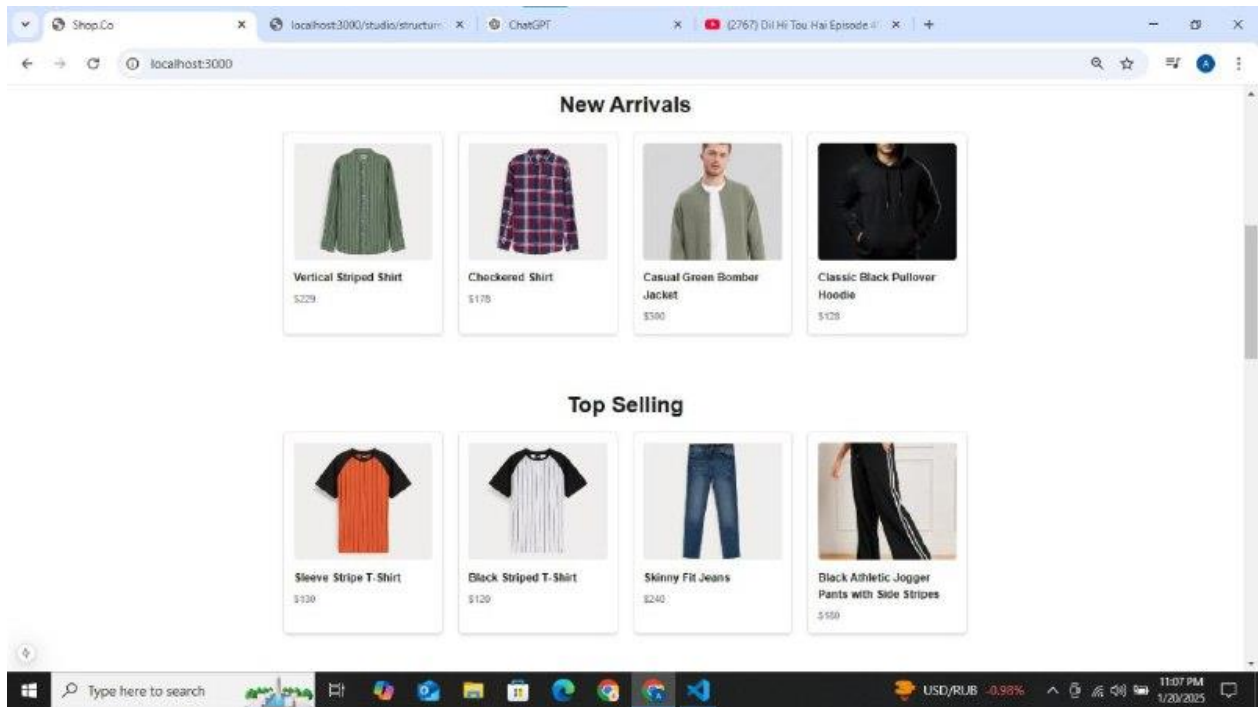 Shop.Co
localhost:3000/studio/structure
ChatGPT
(2767) Dil Hi Tou Hai Episode 4
localhost:3000
A
New Arrivals
Vertical Striped Shirt
Checkered Shirt
Casual Green Bomber
Jacket
Classic Black Pullover
Hoodie
$229
$178
$300
$128
Top Selling
Sleeve Stripe T-Shirt
Black Striped T-Shirt
Skinny Fit Jeans
Black Athletic Jogger
Pants with Side Stripes
$130
$120
$240
Type here to search
USD/RUB -0.98%
11:07 PM
1/20/2025